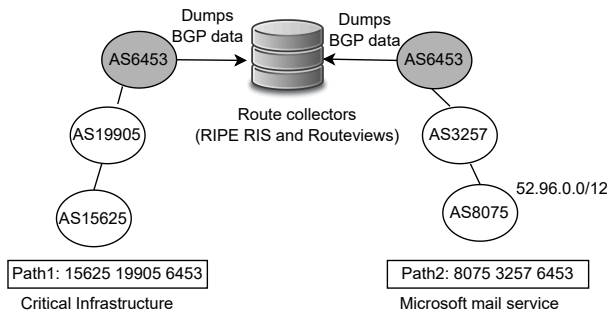 Dumps
BGP data
Dumps
BGP data
AS6453
AS6453
Route collectors
(RIPE RIS and Routeviews)
AS19905
AS3257
AS15625
AS8075
52.96.0.0/12
Path1: 15625 19905 6453
Path2: 8075 3257 6453
Critical Infrastructure
Microsoft mail service